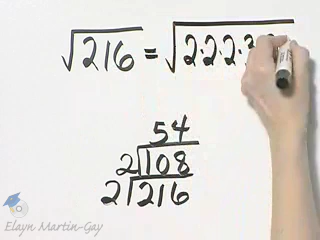 √216 = √2·2·2·3
54
2)108
2)216
Elayn Martin-Gay